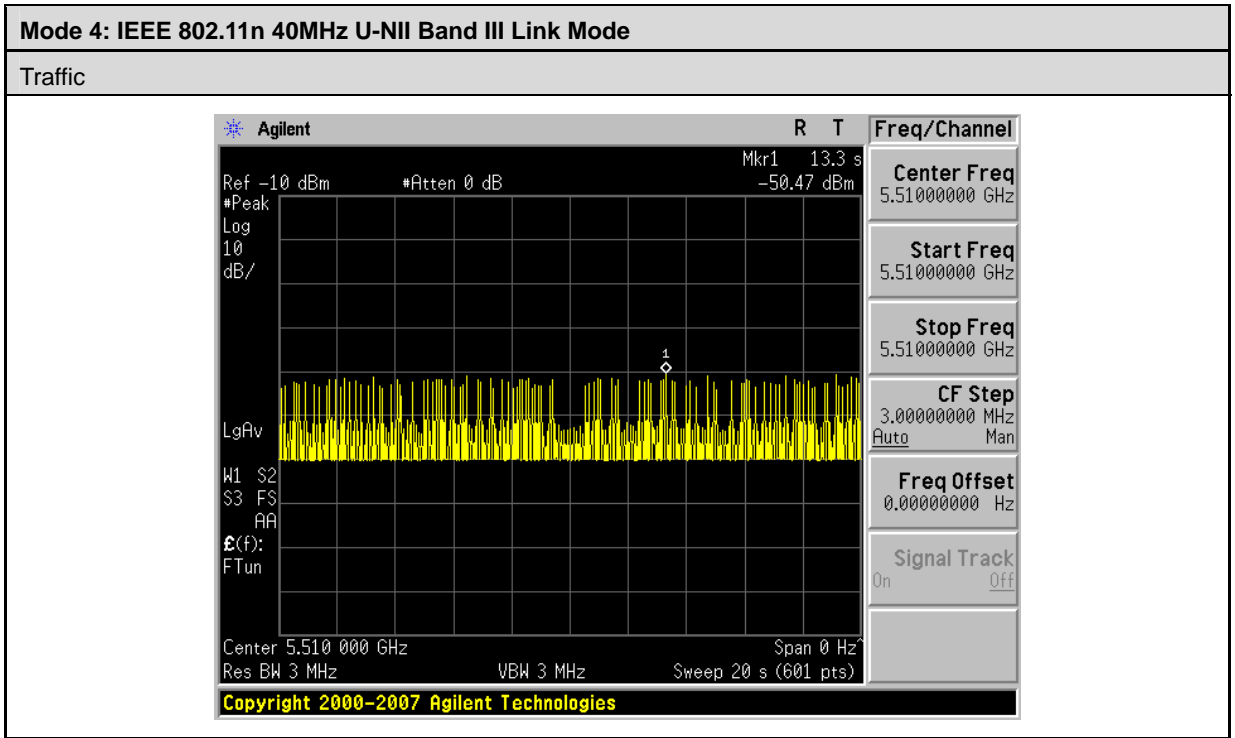 Mode 4: IEEE 802.11n 40MHz U-NII Band III Link Mode
Traffic
Agilent R T
Freq/Channel
Mkr1 13.3 s
Ref -10 dBm #Atten 0 dB -50.47 dBm
#Peak
Log
10
dB/
1
LgAv
W1 S2
S3 FS
AA
£(f):
FTun
Center 5.510 000 GHz Span 0 Hz^
Res BW 3 MHz VBW 3 MHz Sweep 20 s (601 pts)
Copyright 2000-2007 Agilent Technologies
Center Freq
5.51000000 GHz
Start Freq
5.51000000 GHz
Stop Freq
5.51000000 GHz
CF Step
3.00000000 MHz
Auto Man
Freq Offset
0.00000000 Hz
Signal Track
On Off